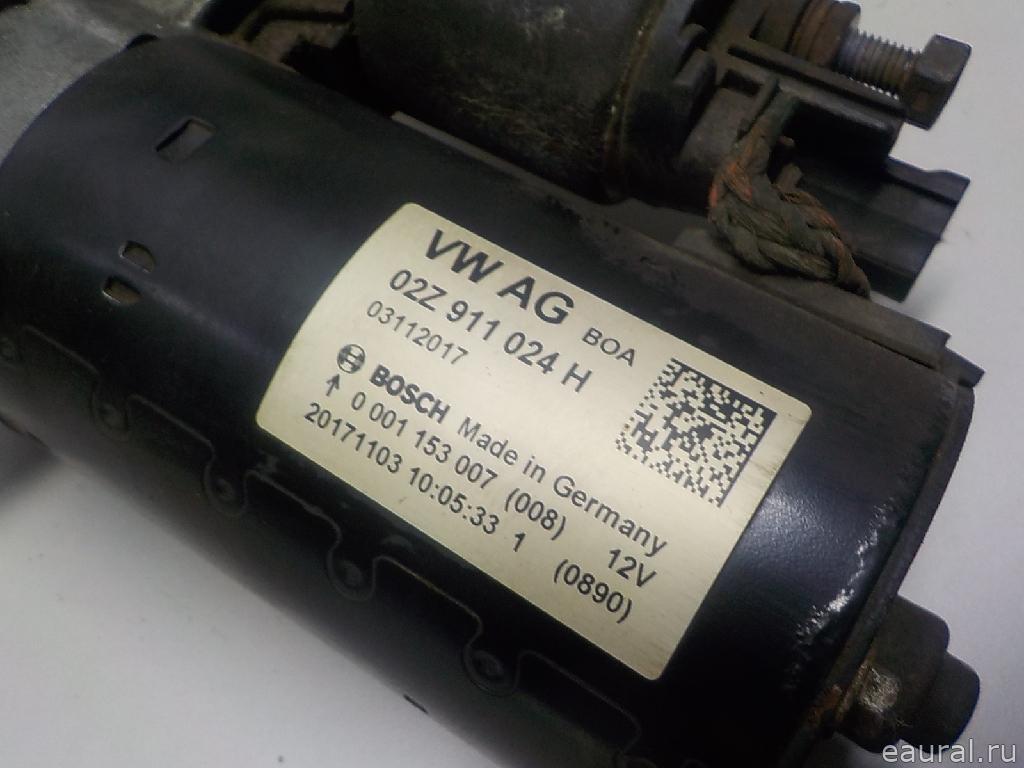 VW AG BOA
02Z 911 024 H
03112017
BOSCH Made in Germany
↑ 0 001 153 007 (008) 12V
20171103 10:05:33 1 (0890)
eaural.ru